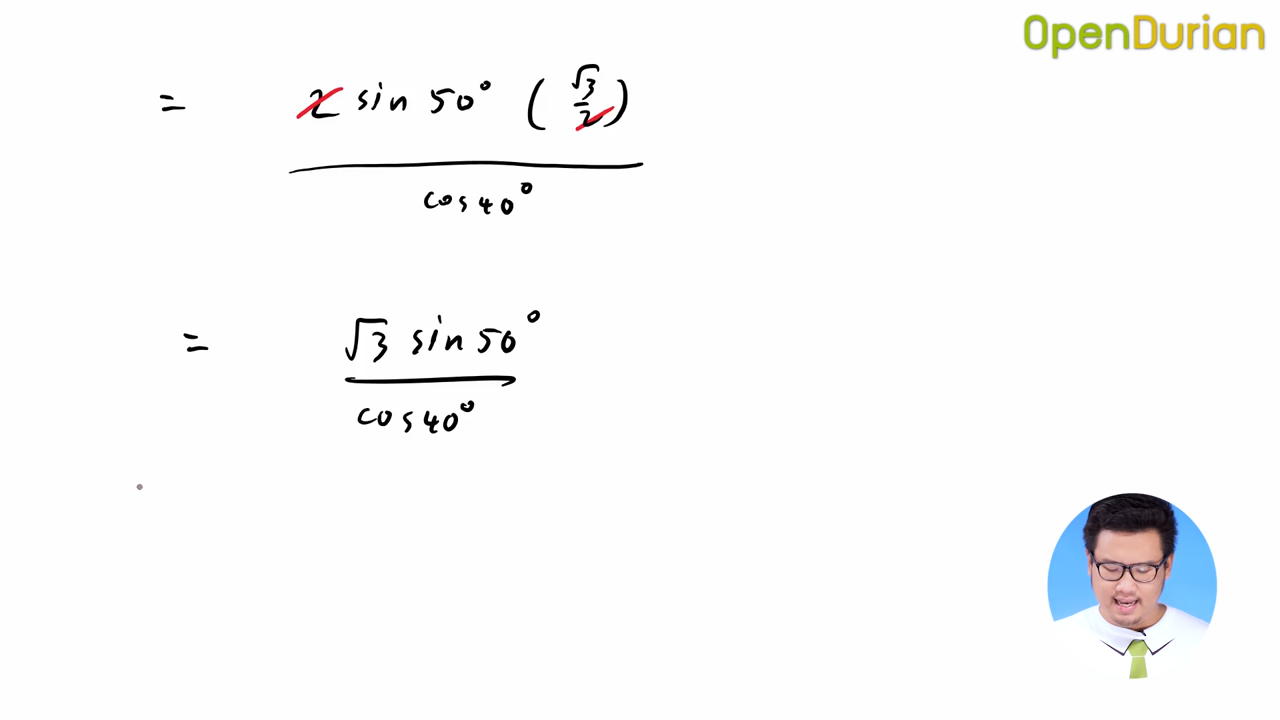 OpenDurian
= 2 sin 50° ( √3/2 )
cos 40°
= √3 sin 50°
cos 40°